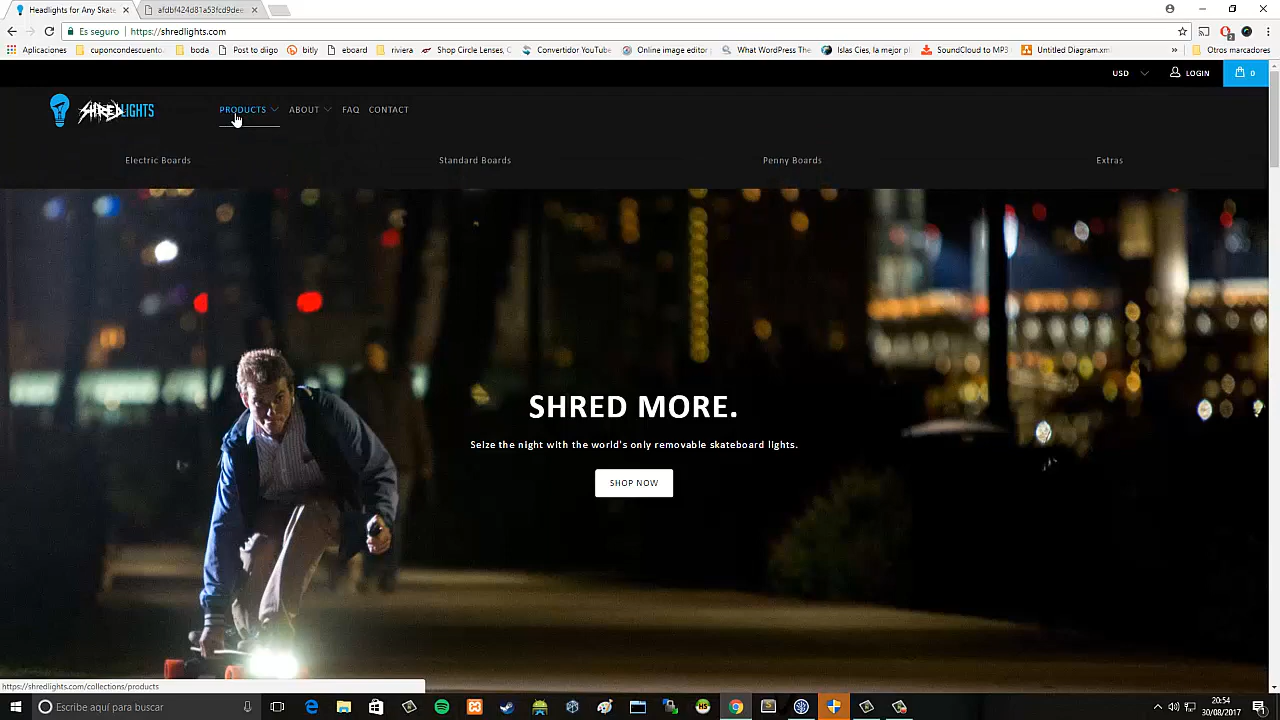 Headlights for Any Skate
afdbf424d81a53fcd9dee
Es seguro
https://shredlights.com
Aplicaciones
cuponcondescuento
boda
Post to diigo
bitly
eboard
riviera
Shop Circle Lenses, C
Convertidor YouTube
Online image editor
What WordPress The
Islas Cíes, la mejor pl
SoundCloud to MP3
Untitled Diagram.xml
»
Otros marcadores
USD
LOGIN
0
SHREDLIGHTS
PRODUCTS
ABOUT
FAQ
CONTACT
Electric Boards
Standard Boards
Penny Boards
Extras
SHRED MORE.
Seize the night with the world's only removable skateboard lights.
SHOP NOW
https://shredlights.com/collections/products
Escribe aquí para buscar
20:54
30/08/2017